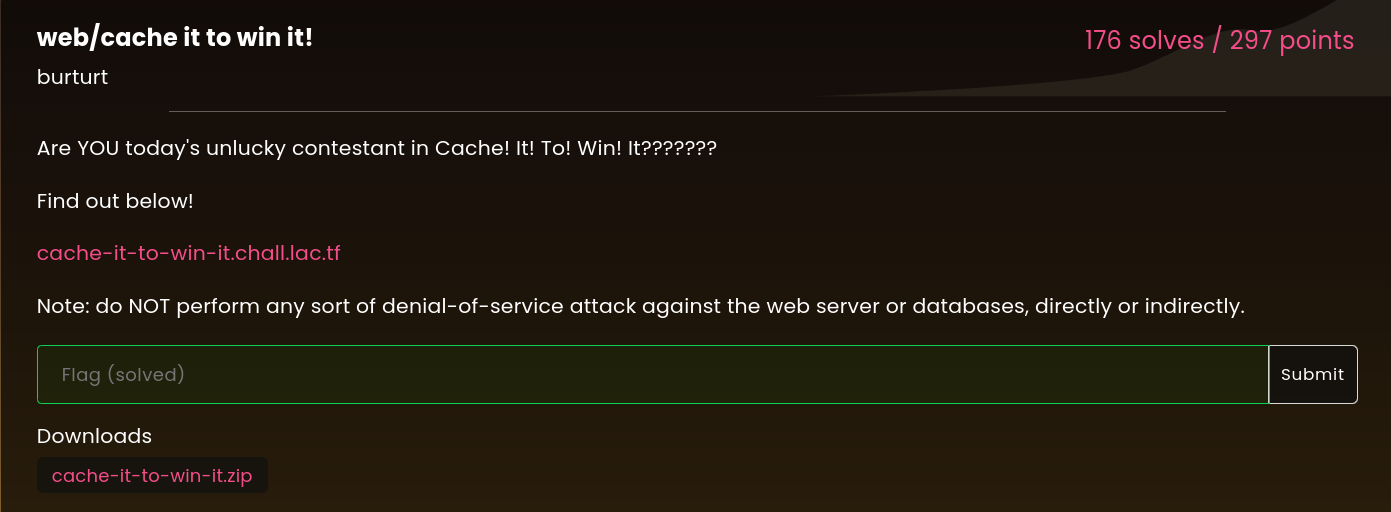 web/cache it to win it!
176 solves / 297 points
burturt
Are YOU today's unlucky contestant in Cache! It! To! Win! It???????
Find out below!
cache-it-to-win-it.chall.lac.tf
Note: do NOT perform any sort of denial-of-service attack against the web server or databases, directly or indirectly.
Flag (solved)
Submit
Downloads
cache-it-to-win-it.zip